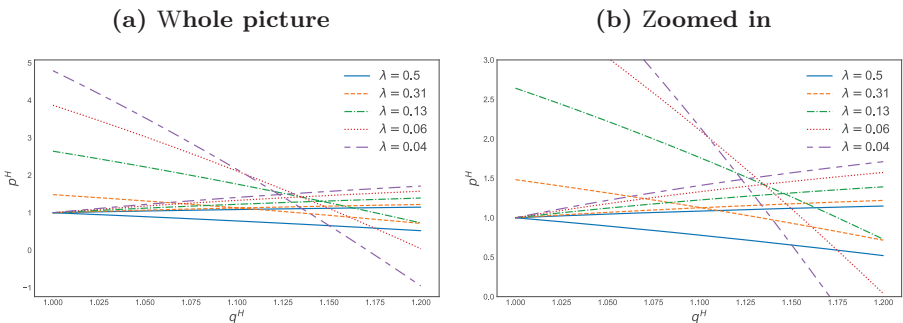 (a) Whole picture
5
4
3
2
1
0
−1
p^H
λ = 0.5
λ = 0.31
λ = 0.13
λ = 0.06
λ = 0.04
1.000 1.025 1.050 1.075 1.100 1.125 1.150 1.175 1.200
q^H
(b) Zoomed in
3.0
2.5
2.0
1.5
1.0
0.5
0.0
p^H
λ = 0.5
λ = 0.31
λ = 0.13
λ = 0.06
λ = 0.04
1.000 1.025 1.050 1.075 1.100 1.125 1.150 1.175 1.200
q^H